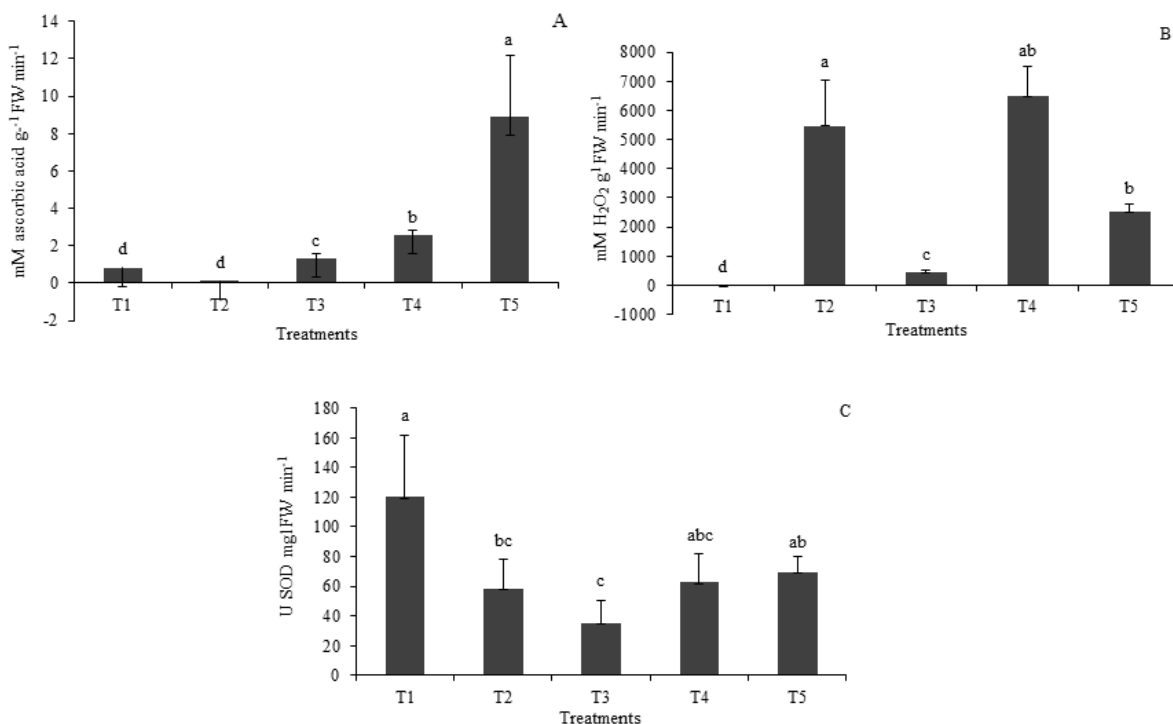 A
mM ascorbic acid g-⁻¹ FW min⁻¹
14
12
10
8
6
4
2
0
-2
d
d
c
b
a
T1 T2 T3 T4 T5
Treatments
B
mM H₂O₂ g¹ FW min⁻¹
8000
7000
6000
5000
4000
3000
2000
1000
0
-1000
d
a
c
ab
b
T1 T2 T3 T4 T5
Treatments
C
U SOD mg1FW min⁻¹
180
160
140
120
100
80
60
40
20
0
a
bc
c
abc
ab
T1 T2 T3 T4 T5
Treatments